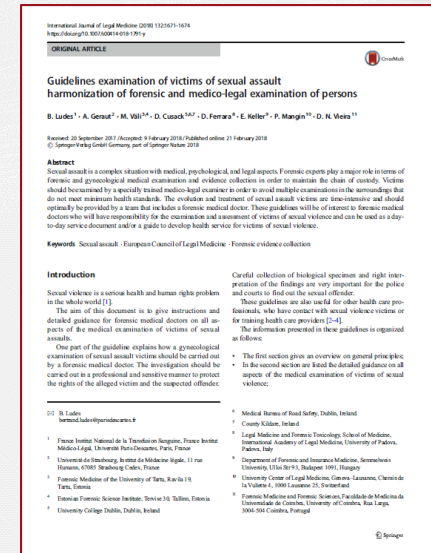 International Journal of Legal Medicine (2018) 132:1671–1674
https://doi.org/10.1007/s00414-018-1791-y
ORIGINAL ARTICLE
CrossMark
Guidelines examination of victims of sexual assault
harmonization of forensic and medico-legal examination of persons
B. Ludes1 · A. Geraut2 · M. Väli3,4 · D. Cusack5,6,7 · D. Ferrara8 · E. Keller9 · P. Mangin10 · D. N. Vieira11
Received: 20 September 2017 / Accepted: 9 February 2018 / Published online: 21 February 2018
© Springer-Verlag GmbH Germany, part of Springer Nature 2018
Abstract
Sexual assault is a complex situation with medical, psychological, and legal aspects. Forensic experts play a major role in terms of
forensic and gynecological medical examination and evidence collection in order to maintain the chain of custody. Victims
should be examined by a specially trained medico-legal examiner in order to avoid multiple examinations in the surroundings that
do not meet minimum health standards. The evolution and treatment of sexual assault victims are time-intensive and should
optimally be provided by a team that includes a forensic medical doctor. These guidelines will be of interest to forensic medical
doctors who will have responsibility for the examination and assessment of victims of sexual violence and can be used as a day-
to-day service document and/or a guide to develop health service for victims of sexual violence.
Keywords Sexual assault · European Council of Legal Medicine · Forensic evidence collection
Introduction
Sexual violence is a serious health and human rights problem
in the whole world [1].
The aim of this document is to give instructions and
detailed guidance for forensic medical doctors on all as-
pects of the medical examination of victims of sexual
assaults.
One part of the guideline explains how a gynecological
examination of sexual assault victims should be carried out
by a forensic medical doctor. The investigation should be
carried out in a professional and sensitive manner to protect
the rights of the alleged victim and the suspected offender.
Careful collection of biological specimen and right inter-
pretation of the findings are very important for the police
and courts to find out the sexual offender.
These guidelines are also useful for other health care pro-
fessionals, who have contact with sexual violence victims or
for training health care providers [2–4].
The information presented in these guidelines is organized
as follows:
• The first section gives an overview on general principles;
• In the second section are listed the detailed guidance on all
aspects of the medical examination of victims of sexual
violence;
✉ B. Ludes
bertrand.ludes@parisdescartes.fr
1 France Institut National de la Transfusion Sanguine, France Institut
Médico-Légal, Université Paris-Descartes, Paris, France
2 Université de Strasbourg, Institut de Médecine légale, 11 rue
Humann, 67085 Strasbourg Cedex, France
3 Forensic Medicine of the University of Tartu, Ravila 19,
Tartu, Estonia
4 Estonian Forensic Science Institute, Tervise 30, Tallinn, Estonia
5 University College Dublin, Dublin, Ireland
6 Medical Bureau of Road Safety, Dublin, Ireland
7 County Kildare, Ireland
8 Legal Medicine and Forensic Toxicology, School of Medicine,
International Academy of Legal Medicine, University of Padova,
Padova, Italy
9 Department of Forensic and Insurance Medicine, Semmelweis
University, Ulloi Str 93, Budapest 1091, Hungary
10 University Center of Legal Medicine, Geneva-Lausanne, Chemin de
la Vulliette 4, 1000 Lausanne 25, Switzerland
11 Forensic Medicine and Forensic Sciences, Faculdade de Medicina da
Universidade de Coimbra, University of Coimbra, Rua Larga,
3004-504 Coimbra, Portugal
Springer